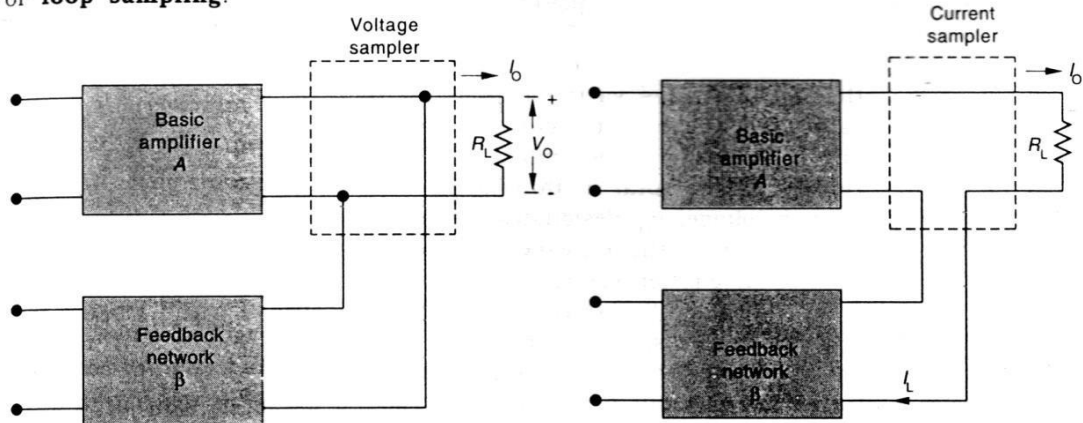 or loop sampling.
Voltage
sampler
I_O
Basic
amplifier
A
R_L
+
V_O
-
Feedback
network
β
Current
sampler
I_O
Basic
amplifier
A
R_L
Feedback
network
β
I_L